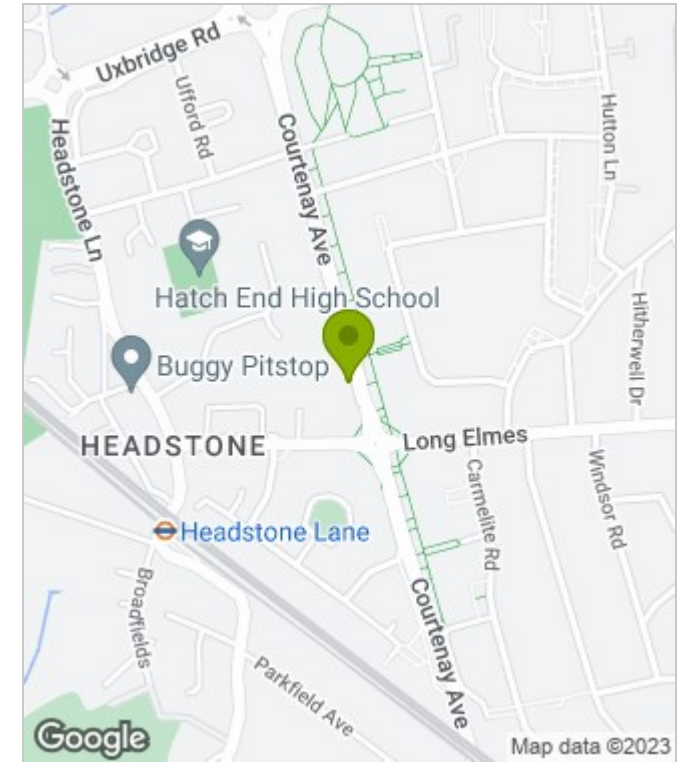 Uxbridge Rd
Ufford Rd
Headstone Ln
Courtenay Ave
Hutton Ln
Hatch End High School
Hitherwell Dr
Buggy Pitstop
HEADSTONE
Long Elmes
Carmelite Rd
Windsor Rd
Headstone Lane
Broadfields
Courtenay Ave
Parkfield Ave
Google
Map data ©2023